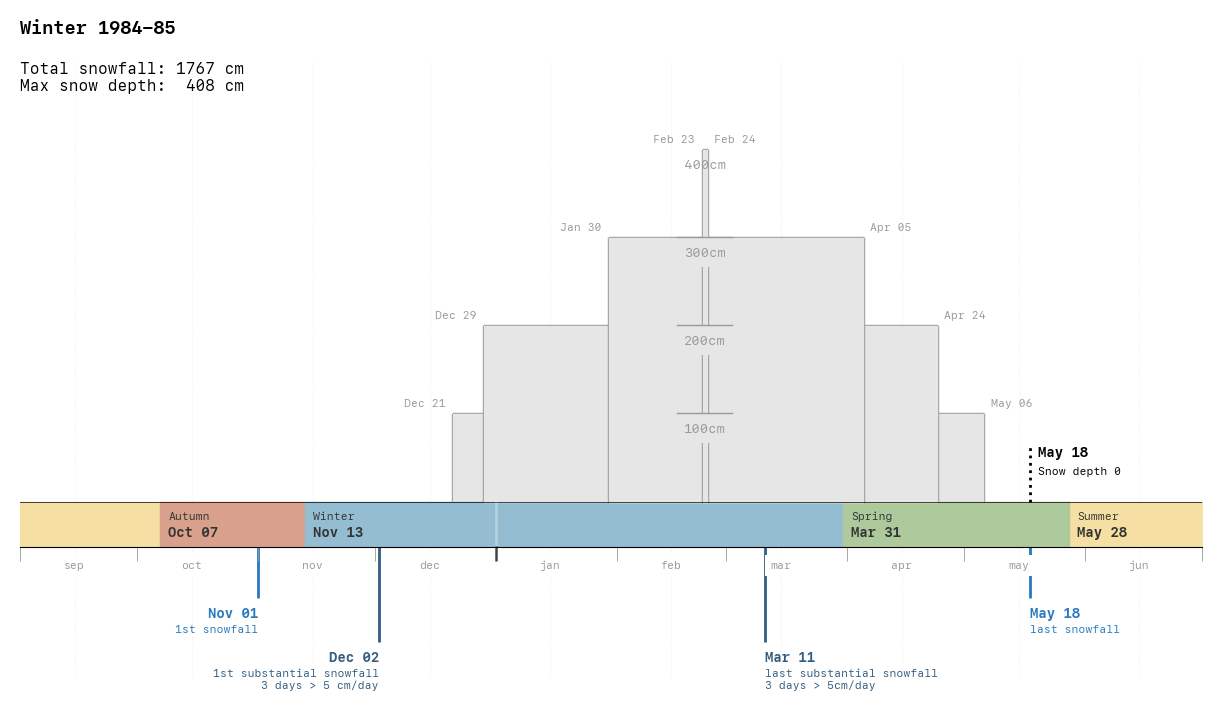 Winter 1984–85
Total snowfall: 1767 cm
Max snow depth:  408 cm
Feb 23
Feb 24
400cm
Jan 30
Apr 05
300cm
Dec 29
Apr 24
200cm
Dec 21
May 06
100cm
May 18
Snow depth 0
Autumn
Oct 07
Winter
Nov 13
Spring
Mar 31
Summer
May 28
sep
oct
nov
dec
jan
feb
mar
apr
may
jun
Nov 01
1st snowfall
May 18
last snowfall
Dec 02
1st substantial snowfall
3 days > 5 cm/day
Mar 11
last substantial snowfall
3 days > 5cm/day